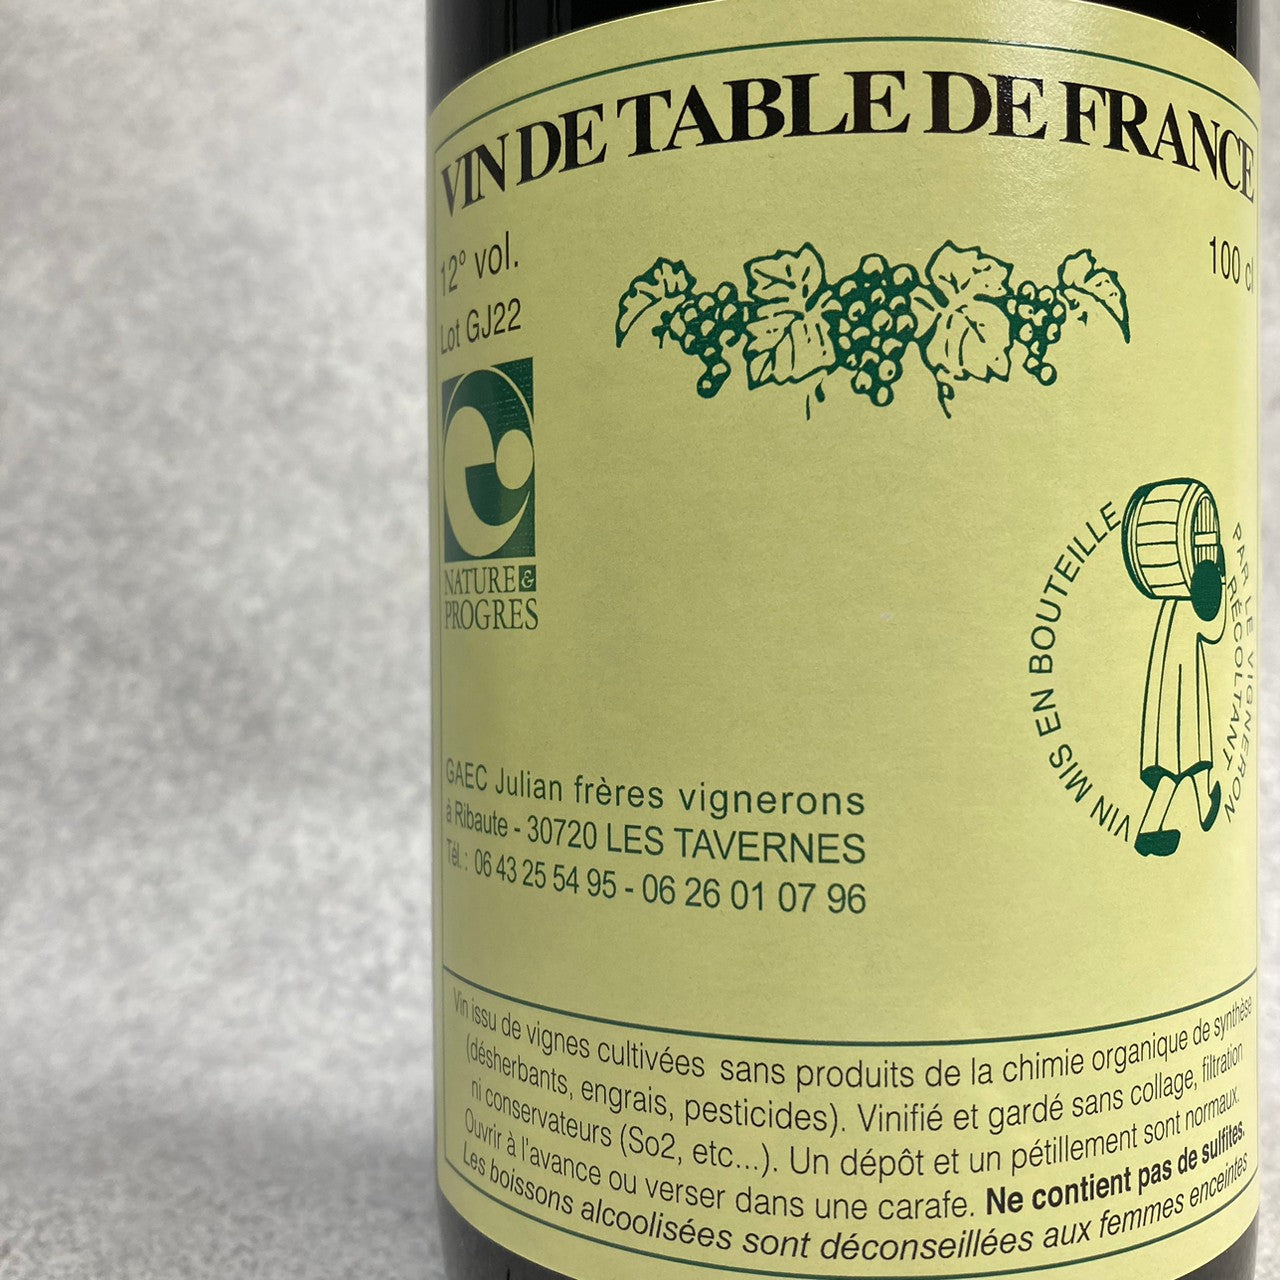 VIN DE TABLE DE FRANCE
12° vol.
100 cl
Lot GJ22
NATURE &
PROGRES
VIN MIS EN BOUTEILLE
PAR LE VIGNERON
RÉCOLTANT
GAEC Julian frères vignerons
à Ribaute - 30720 LES TAVERNES
Tél. : 06 43 25 54 95 - 06 26 01 07 96
Vin issu de vignes cultivées sans produits de la chimie organique de synthèse
(désherbants, engrais, pesticides). Vinifié et gardé sans collage, filtration
ni conservateurs (So2, etc...). Un dépôt et un pétillement sont normaux.
Ouvrir à l'avance ou verser dans une carafe. Ne contient pas de sulfites.
Les boissons alcoolisées sont déconseillées aux femmes enceintes